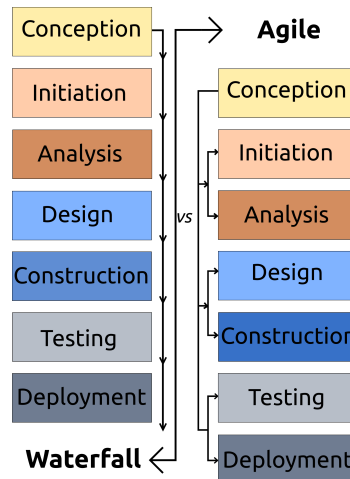 Conception
Initiation
Analysis
Design
Construction
Testing
Deployment
Waterfall
vs
Agile
Conception
Initiation
Analysis
Design
Construction
Testing
Deployment